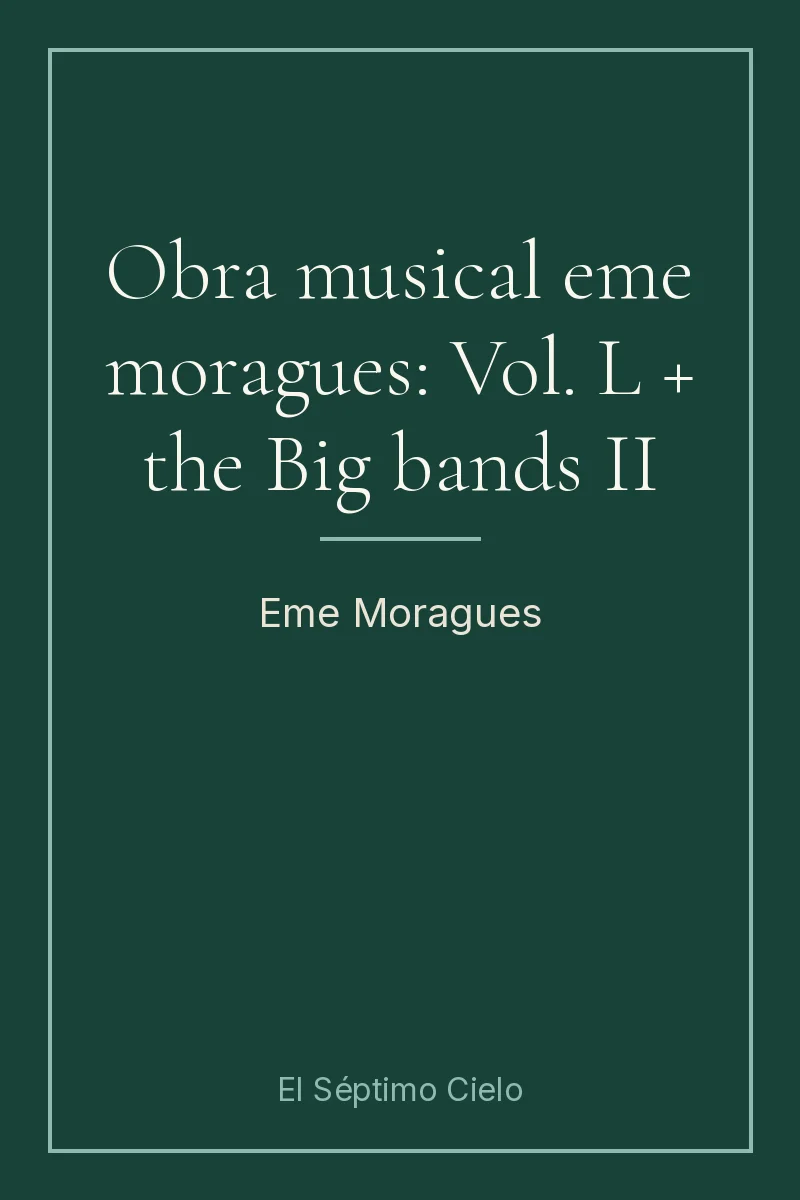 Obra musical eme
moragues: Vol. L +
the Big bands II
Eme Moragues
El Séptimo Cielo